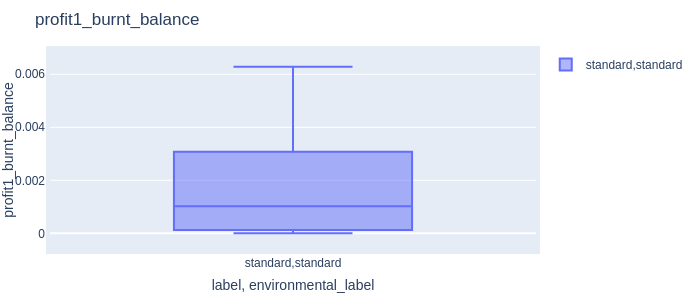 profit1_burnt_balance
standard,standard
profit1_burnt_balance
0.006
0.004
0.002
0
standard,standard
label, environmental_label